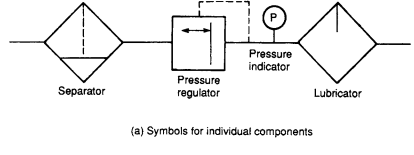 P
Pressure
indicator
Separator
Pressure
regulator
Lubricator
(a) Symbols for individual components